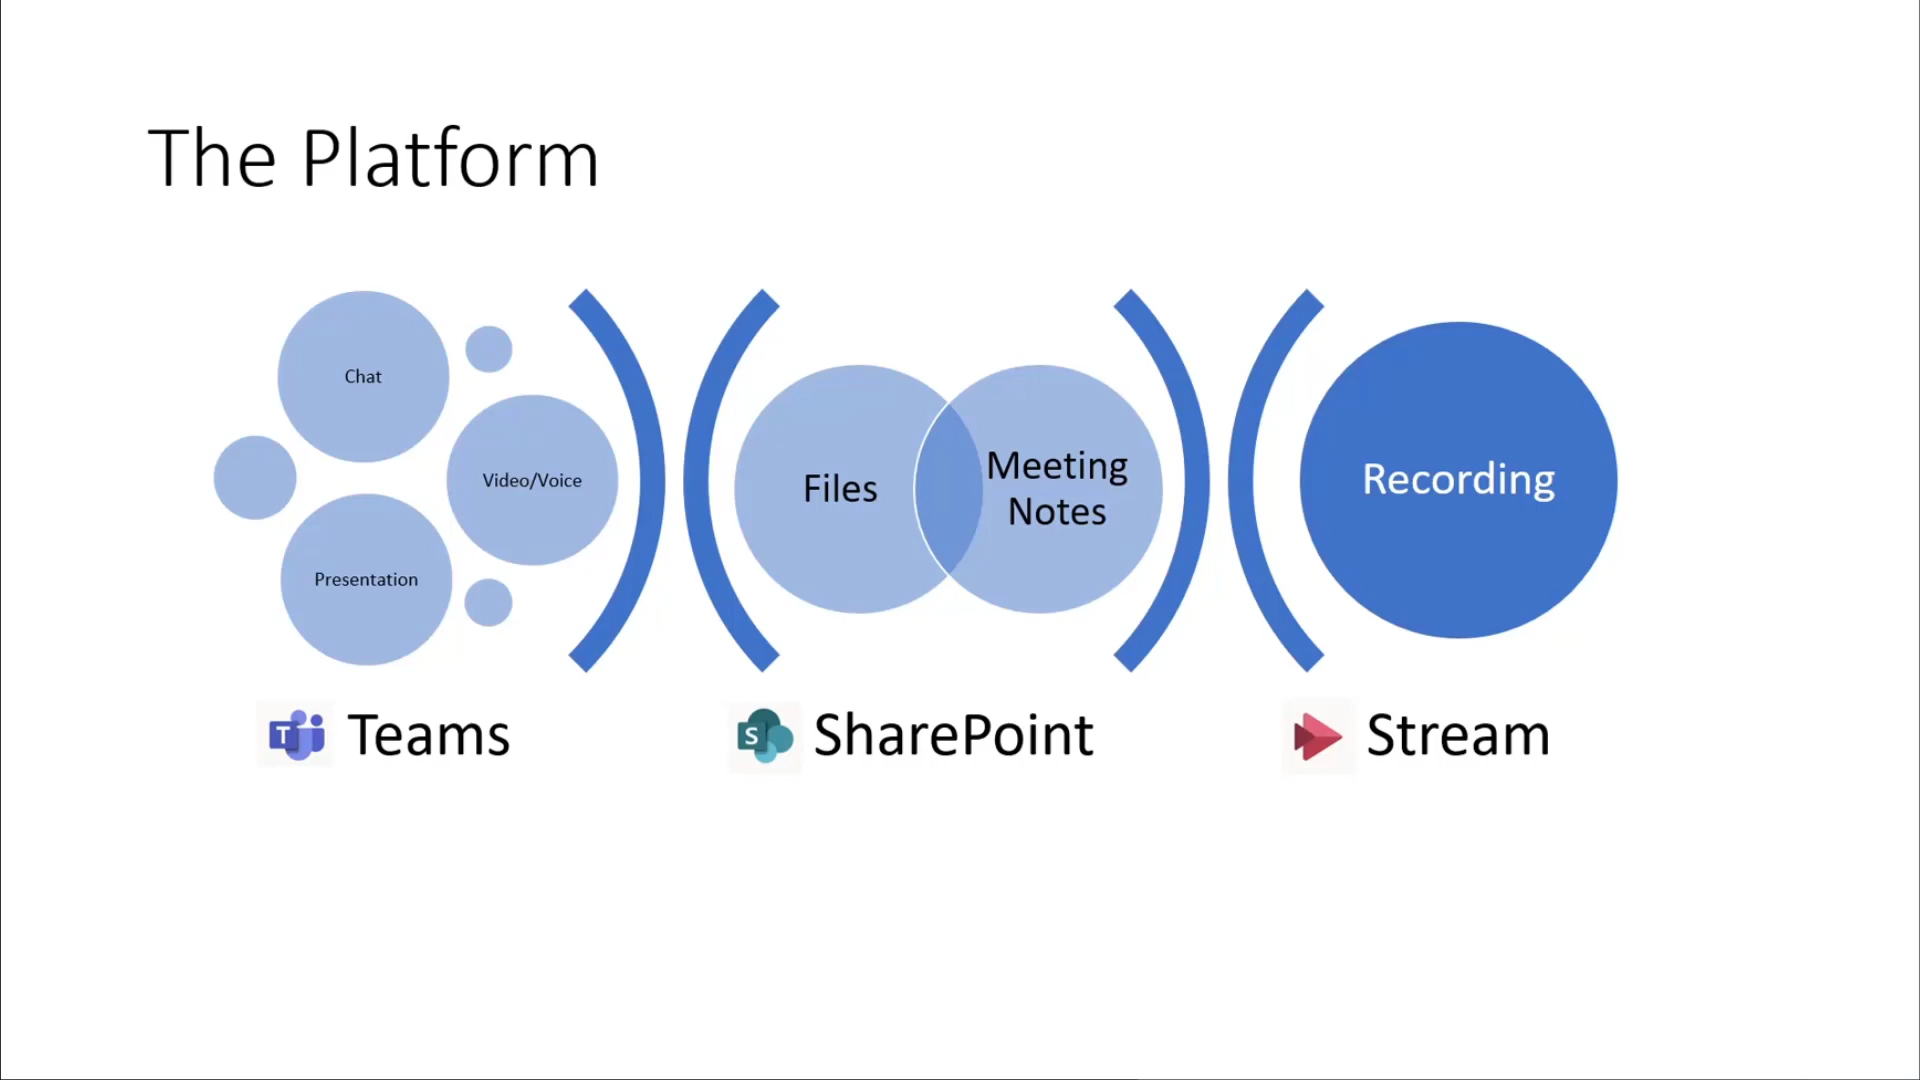 The Platform
Chat
Video/Voice
Presentation
Files
Meeting
Notes
Recording
T Teams
S SharePoint
Stream